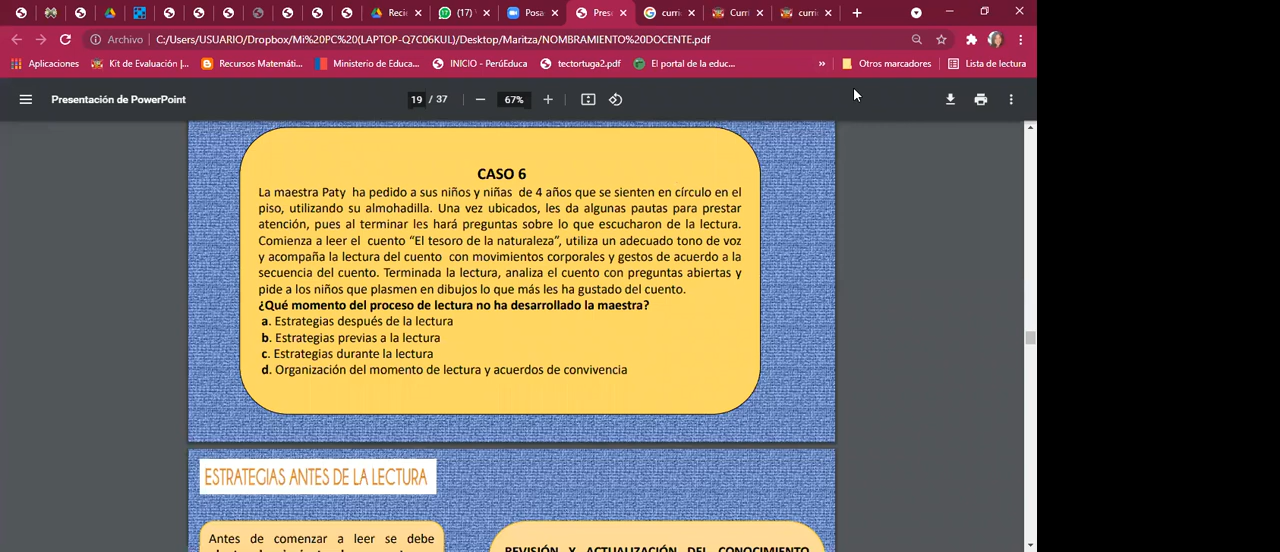 Recie
(17)
Posa
Pres
curric
Curri
curric
Archivo
C:/Users/USUARIO/Dropbox/Mi%20PC%20(LAPTOP-Q7C06KUL)/Desktop/Maritza/NOMBRAMIENTO%20DOCENTE.pdf
Aplicaciones
Kit de Evaluación |...
Recursos Matemáti...
Ministerio de Educa...
INICIO - PerúEduca
tectortuga2.pdf
El portal de la educ...
»
Otros marcadores
Lista de lectura
Presentación de PowerPoint
19 / 37
67%
CASO 6
La maestra Paty ha pedido a sus niños y niñas de 4 años que se sienten en círculo en el
piso, utilizando su almohadilla. Una vez ubicados, les da algunas pautas para prestar
atención, pues al terminar les hará preguntas sobre lo que escucharon de la lectura.
Comienza a leer el cuento “El tesoro de la naturaleza”, utiliza un adecuado tono de voz
y acompaña la lectura del cuento con movimientos corporales y gestos de acuerdo a la
secuencia del cuento. Terminada la lectura, analiza el cuento con preguntas abiertas y
pide a los niños que plasmen en dibujos lo que más les ha gustado del cuento.
¿Qué momento del proceso de lectura no ha desarrollado la maestra?
a. Estrategias después de la lectura
b. Estrategias previas a la lectura
c. Estrategias durante la lectura
d. Organización del momento de lectura y acuerdos de convivencia
ESTRATEGIAS ANTES DE LA LECTURA
Antes de comenzar a leer se debe
REVISIÓN Y ACTUALIZACIÓN DEL CONOCIMIENTO